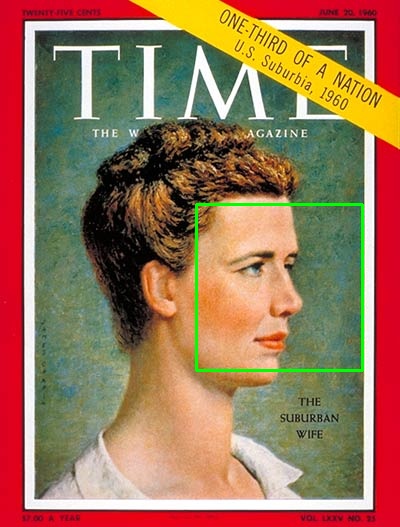 TWENTY-FIVE CENTS
JUNE 20, 1960
ONE-THIRD OF A NATION
U.S. Suburbia, 1960
TIME
THE W AGAZINE
THE
SUBURBAN
WIFE
$7.00 A YEAR
VOL. LXXV NO. 25